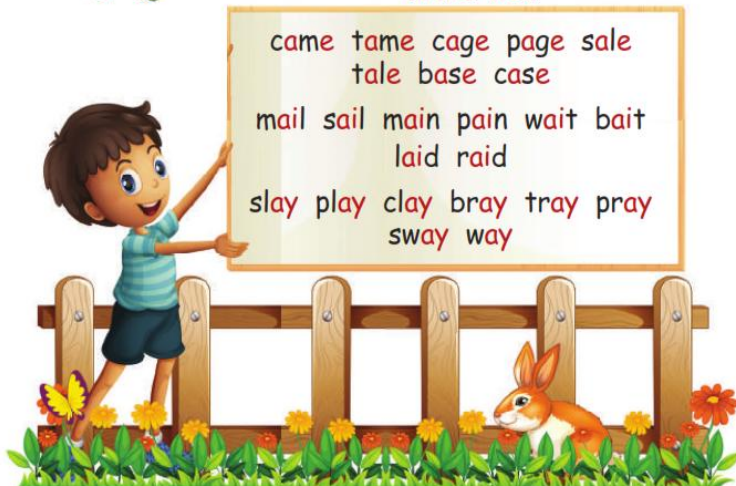 came tame cage page sale
tale base case
mail sail main pain wait bait
laid raid
slay play clay bray tray pray
sway way